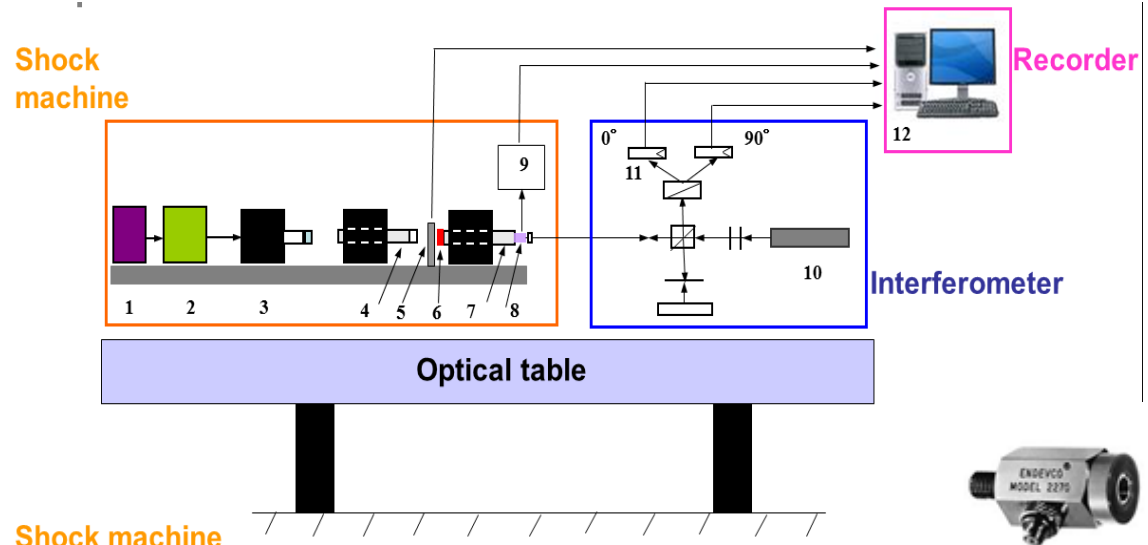 Shock
machine
Recorder
12
0°
90°
11
9
10
Interferometer
1 2 3 4 5 6 7 8
Optical table
ENDEVCO®
MODEL 2270
Shock machine